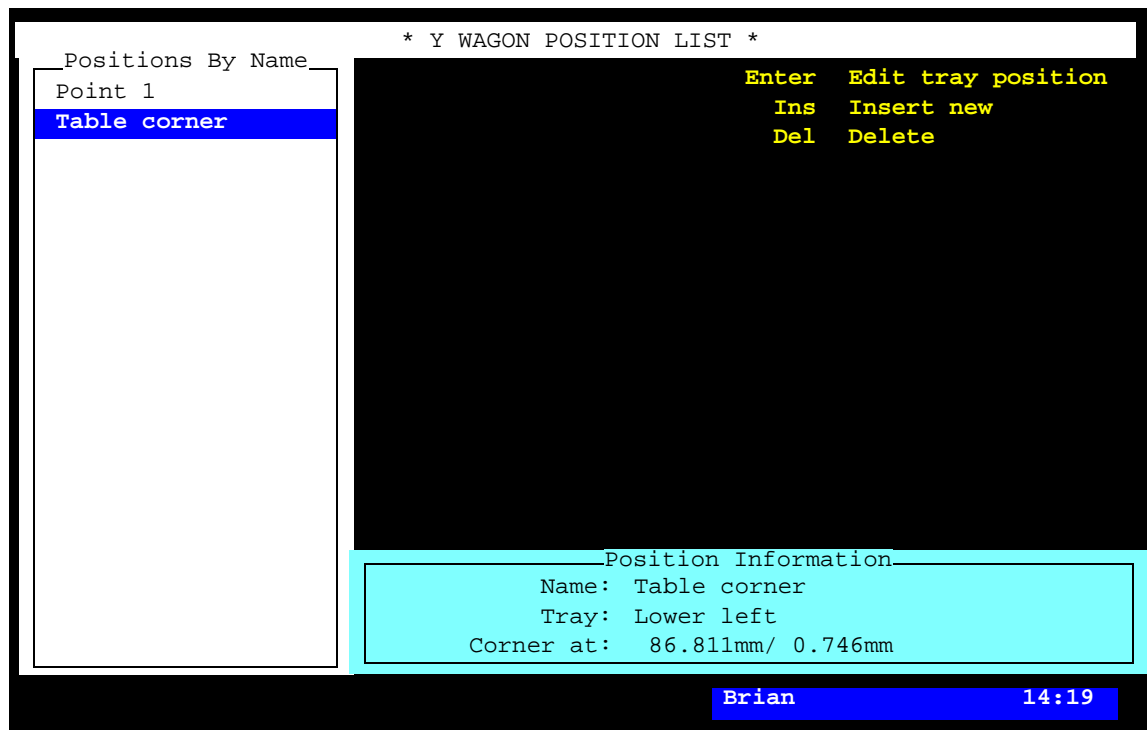 * Y WAGON POSITION LIST *
Positions By Name
Point 1
Table corner
Enter Edit tray position
Ins Insert new
Del Delete
Position Information
Name: Table corner
Tray: Lower left
Corner at: 86.811mm/ 0.746mm
Brian 14:19